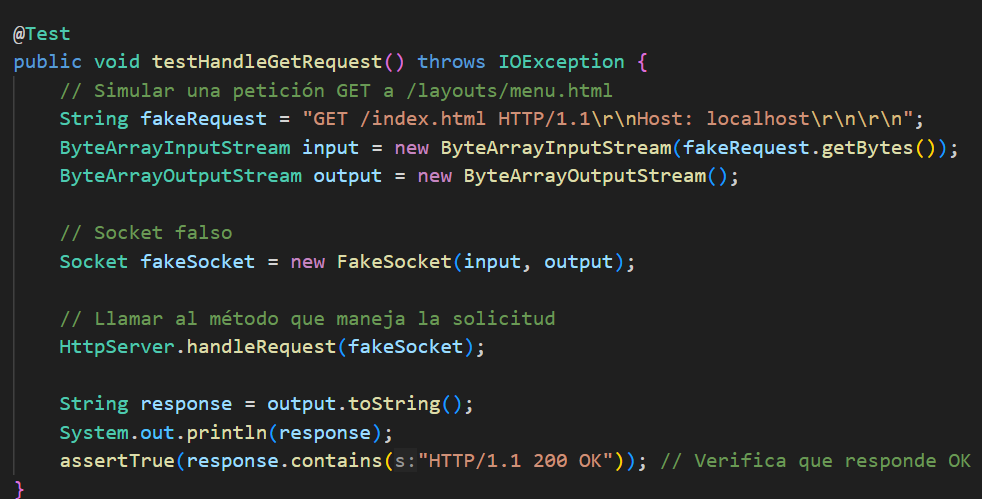 @Test
public void testHandleGetRequest() throws IOException {
// Simular una petición GET a /layouts/menu.html
String fakeRequest = "GET /index.html HTTP/1.1\r\nHost: localhost\r\n\r\n";
ByteArrayInputStream input = new ByteArrayInputStream(fakeRequest.getBytes());
ByteArrayOutputStream output = new ByteArrayOutputStream();
// Socket falso
Socket fakeSocket = new FakeSocket(input, output);
// Llamar al método que maneja la solicitud
HttpServer.handleRequest(fakeSocket);
String response = output.toString();
System.out.println(response);
assertTrue(response.contains(s:"HTTP/1.1 200 OK")); // Verifica que responde OK
}